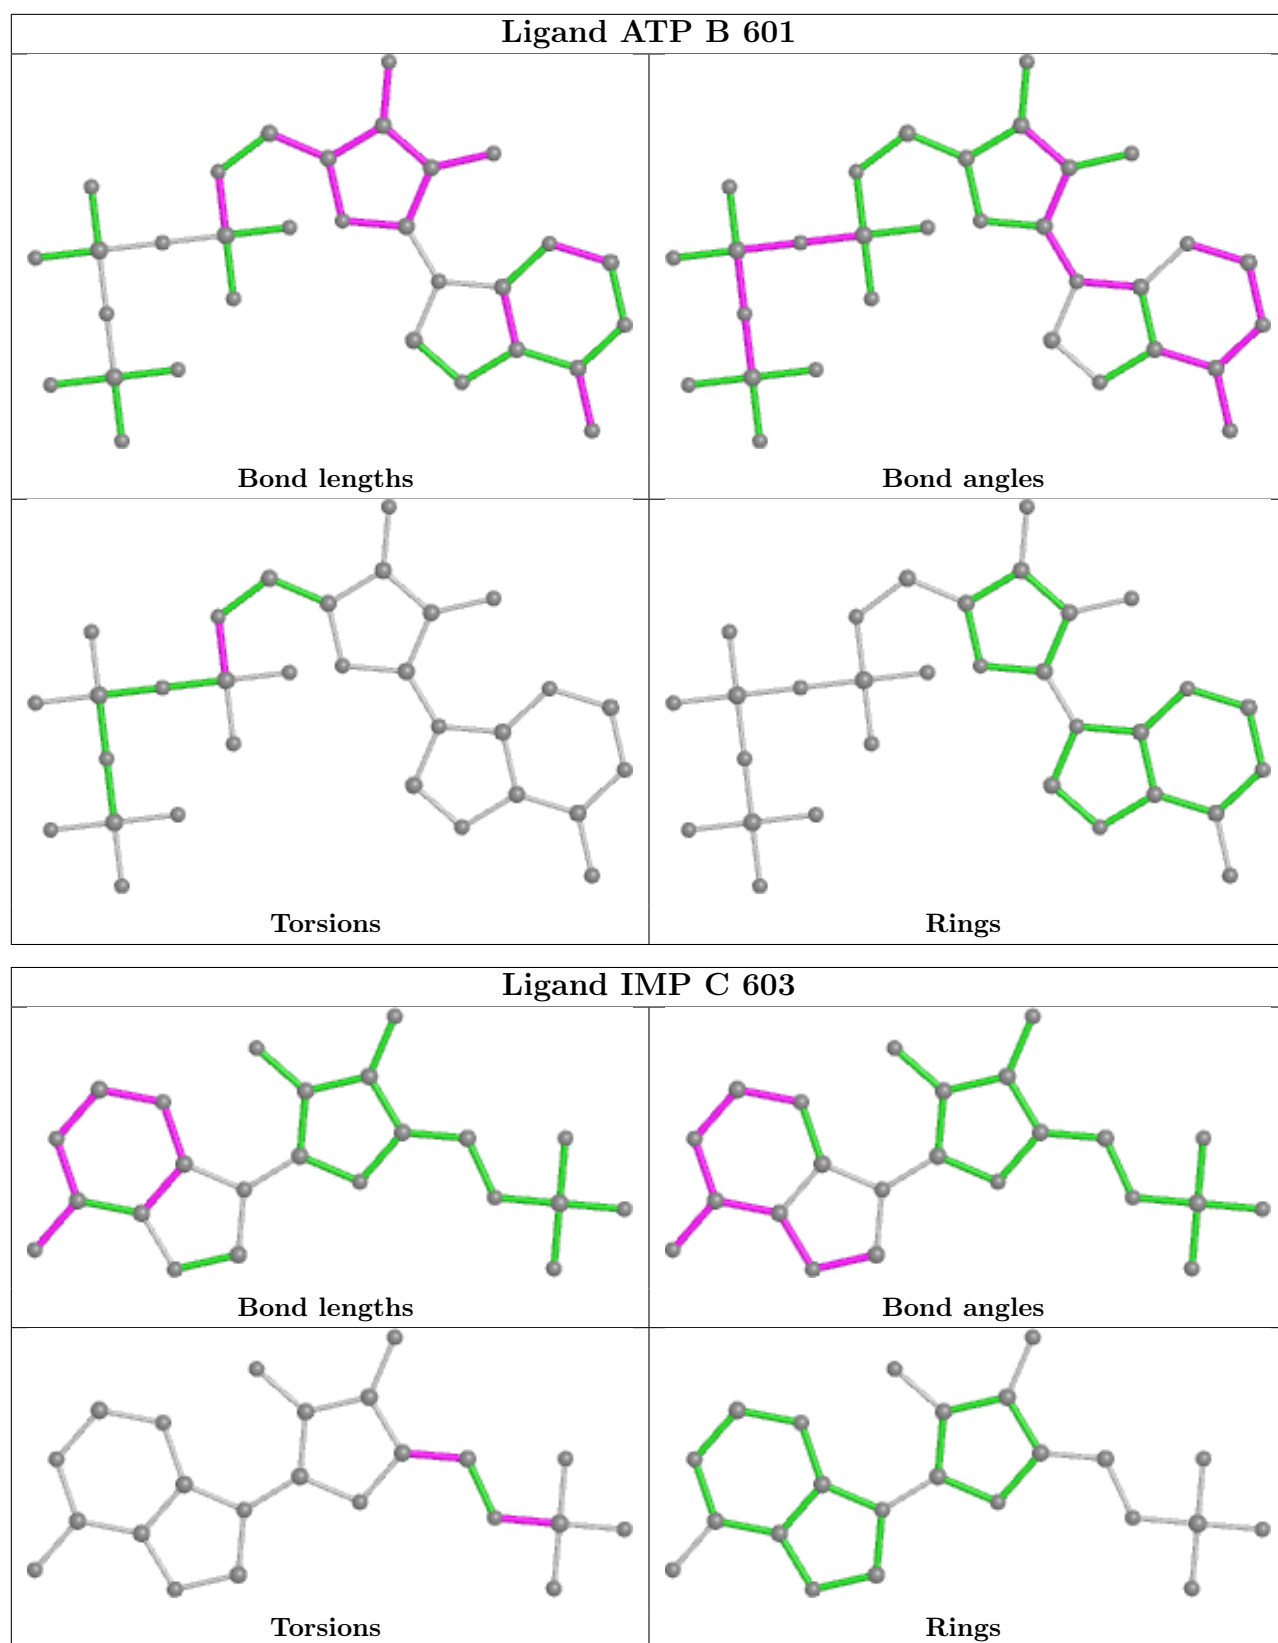 Ligand ATP B 601
Bond lengths
Bond angles
Torsions
Rings
Ligand IMP C 603
Bond lengths
Bond angles
Torsions
Rings